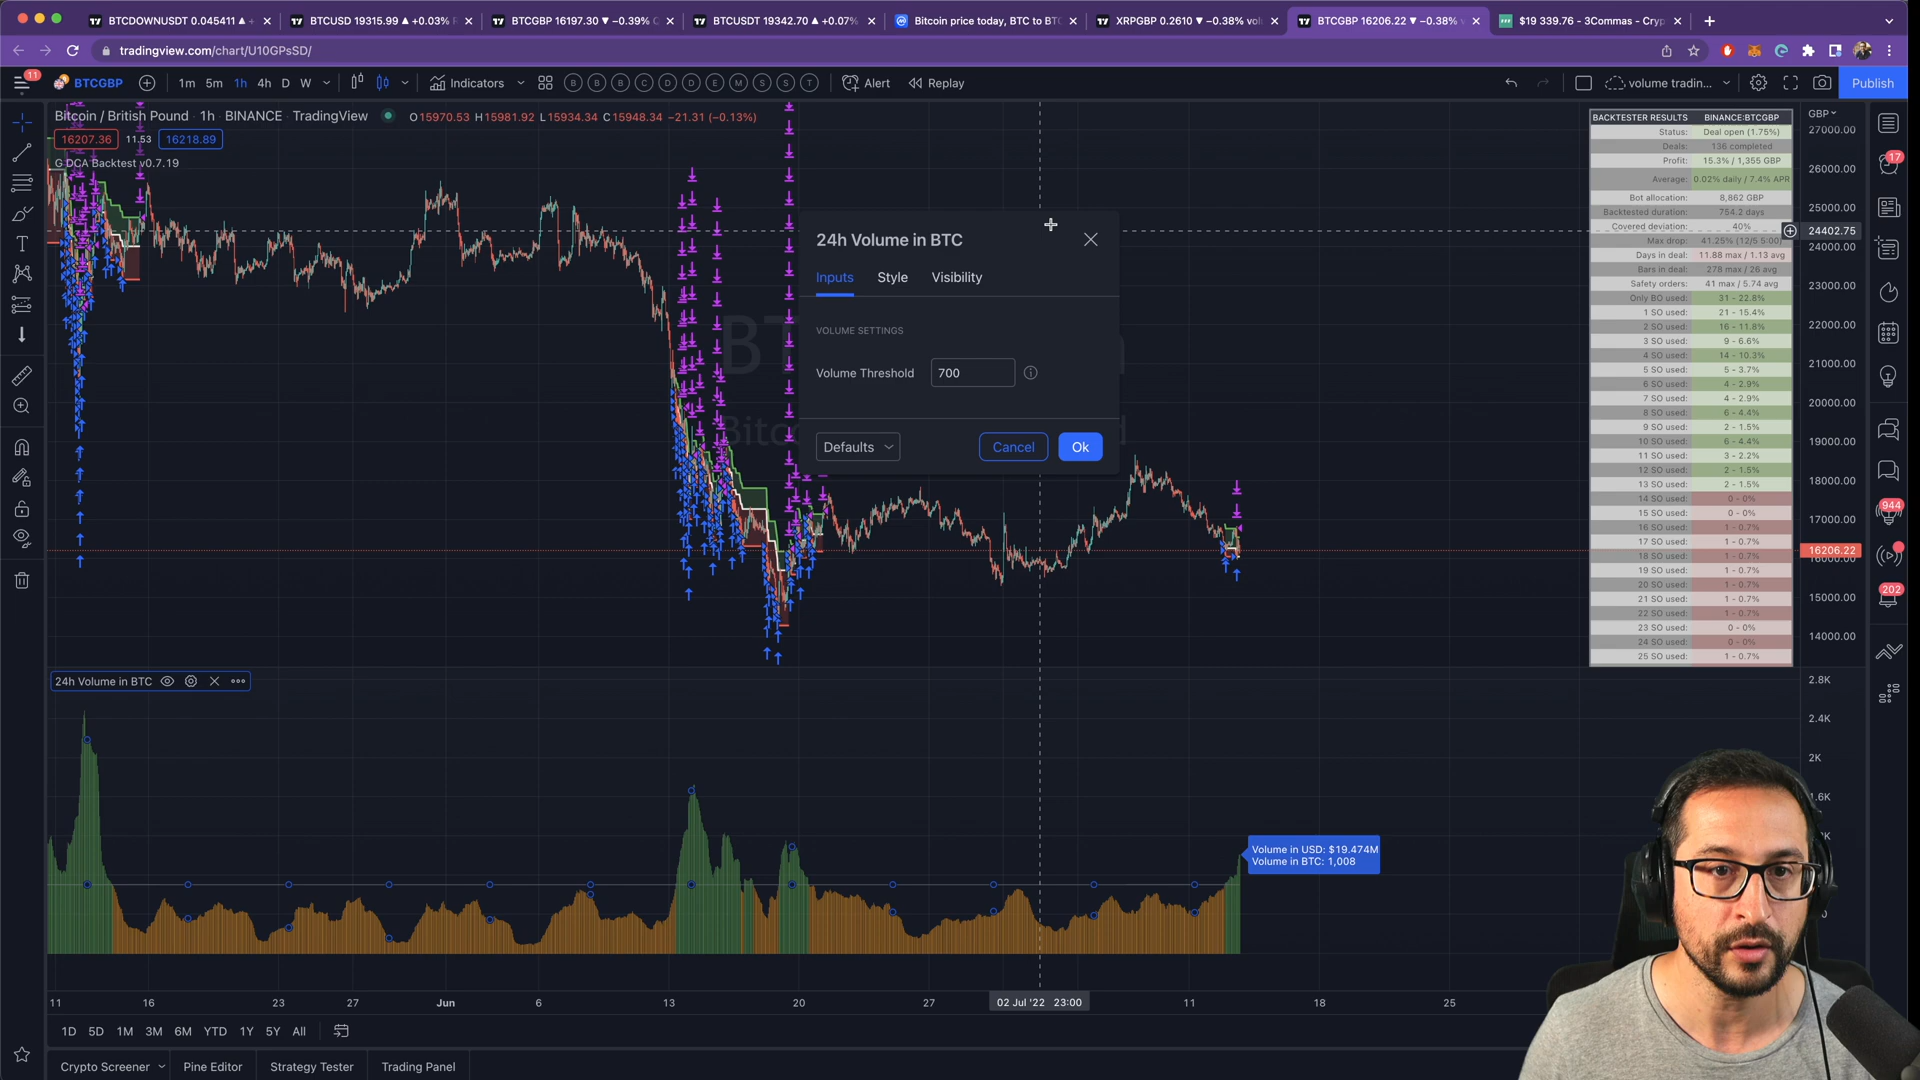 BTCDOWNUSDT 0.045411 ▲ +
BTCUSD 19315.99 ▲ +0.03%
BTCGBP 16197.30 ▼ −0.39%
BTCUSDT 19342.70 ▲ +0.07%
Bitcoin price today, BTC to BTC
XRPGBP 0.2610 ▼ −0.38% vol
BTCGBP 16206.22 ▼ −0.38% v
$19 339.76 - 3Commas - Cryp
tradingview.com/chart/U10GPsSD/
11
BTCGBP
1m 5m 1h 4h D W
Indicators
B B B C D D E M S S T
Alert
Replay
volume tradin...
Publish
Bitcoin / British Pound · 1h · BINANCE · TradingView
O15970.53 H15981.92 L15934.34 C15948.34 −21.31 (−0.13%)
16207.36 11.53 16218.89
G DCA Backtest v0.7.19
BACKTESTER RESULTS BINANCE:BTCGBP
Status: Deal open (1.75%)
Deals: 136 completed
Profit: 15.3% / 1,355 GBP
Average: 0.02% daily / 7.4% APR
Bot allocation: 8,862 GBP
Backtested duration: 754.2 days
Covered deviation: 40%
Max drop: 41.25% (12/5 5:00)
Days in deal: 11.88 max / 1.13 avg
Bars in deal: 278 max / 26 avg
Safety orders: 41 max / 5.74 avg
Only BO used: 31 - 22.8%
1 SO used: 21 - 15.4%
2 SO used: 16 - 11.8%
3 SO used: 9 - 6.6%
4 SO used: 14 - 10.3%
5 SO used: 5 - 3.7%
6 SO used: 4 - 2.9%
7 SO used: 4 - 2.9%
8 SO used: 6 - 4.4%
9 SO used: 2 - 1.5%
10 SO used: 6 - 4.4%
11 SO used: 3 - 2.2%
12 SO used: 2 - 1.5%
13 SO used: 2 - 1.5%
14 SO used: 0 - 0%
15 SO used: 0 - 0%
16 SO used: 1 - 0.7%
17 SO used: 1 - 0.7%
18 SO used: 1 - 0.7%
19 SO used: 1 - 0.7%
20 SO used: 1 - 0.7%
21 SO used: 1 - 0.7%
22 SO used: 1 - 0.7%
23 SO used: 0 - 0%
24 SO used: 0 - 0%
25 SO used: 1 - 0.7%
GBP
27000.00
26000.00
25000.00
24402.75
24000.00
23000.00
22000.00
21000.00
20000.00
19000.00
18000.00
17000.00
16206.22
16000.00
15000.00
14000.00
17
944
202
24h Volume in BTC
Inputs Style Visibility
VOLUME SETTINGS
Volume Threshold 700
Defaults
Cancel
Ok
24h Volume in BTC
2.8K
2.4K
2K
Volume in USD: $19.474M
Volume in BTC: 1,008
11 16 23 27 Jun 6 13 20 27 02 Jul '22 23:00 11 18 25
1D 5D 1M 3M 6M YTD 1Y 5Y All
Crypto Screener
Pine Editor
Strategy Tester
Trading Panel